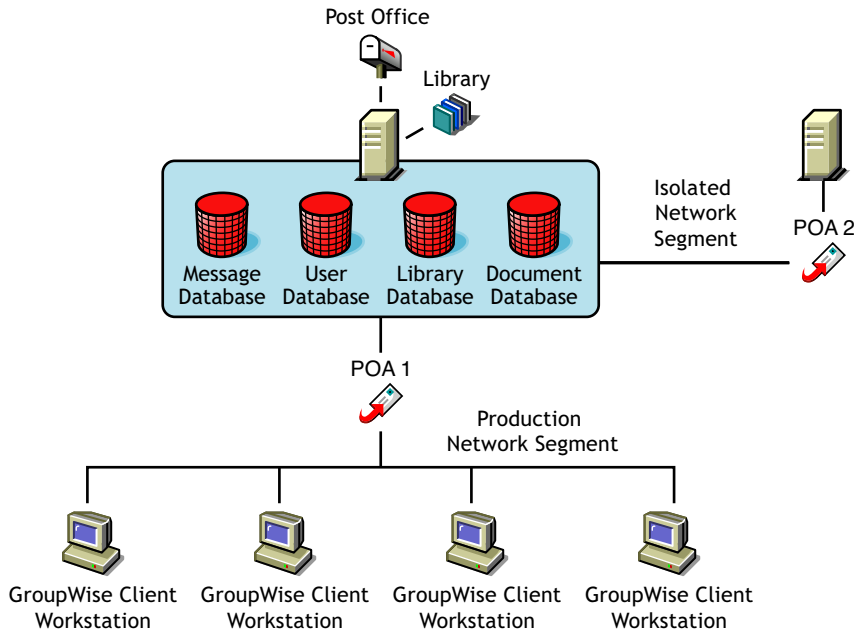 Post Office
Library
Isolated
Network
Segment
POA 2
Message
Database
User
Database
Library
Database
Document
Database
POA 1
Production
Network Segment
GroupWise Client
Workstation
GroupWise Client
Workstation
GroupWise Client
Workstation
GroupWise Client
Workstation